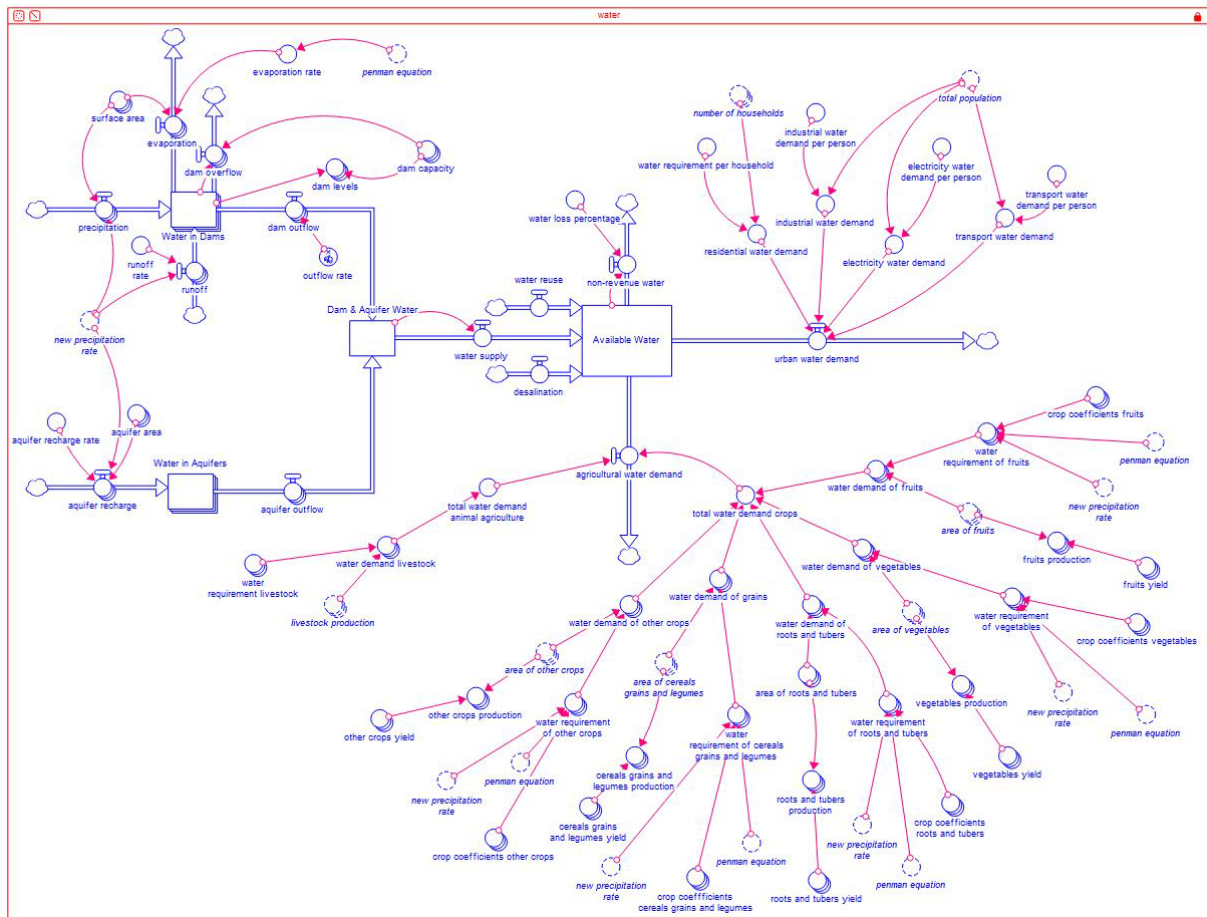 water
evaporation rate
penman equation
surface area
evaporation
dam overflow
dam levels
dam capacity
precipitation
Water in Dams
dam outflow
runoff
rate
runoff
outflow rate
new precipitation
rate
Dam & Aquifer Water
water supply
aquifer recharge rate
aquifer area
Water in Aquifers
aquifer recharge
aquifer outflow
number of households
water requirement per household
water loss percentage
non-revenue water
water reuse
Available Water
desalination
total population
industrial water
demand per person
electricity water
demand per person
transport water
demand per person
industrial water demand
residential water demand
electricity water demand
transport water demand
urban water demand
agricultural water demand
total water demand
animal agriculture
total water demand crops
water demand livestock
water
requirement livestock
livestock production
crop coefficients fruits
water
requirement of fruits
penman equation
new precipitation
rate
water demand of fruits
area of fruits
fruits production
fruits yield
water demand of vegetables
area of vegetables
water requirement
of vegetables
crop coefficients vegetables
new precipitation
rate
penman equation
vegetables production
vegetables yield
water demand of grains
water demand of other crops
water demand of
roots and tubers
area of other crops
other crops production
other crops yield
water requirement
of other crops
new precipitation
rate
penman equation
crop coefficients other crops
area of cereals
grains and legumes
cereals grains and
legumes production
cereals grains
and legumes yield
water
requirement of cereals
grains and legumes
new precipitation
rate
crop coeffficients
cereals grains and legumes
penman equation
area of roots and tubers
roots and tubers
production
roots and tubers yield
water requirement
of roots and tubers
new precipitation
rate
crop coefficients
roots and tubers
penman equation